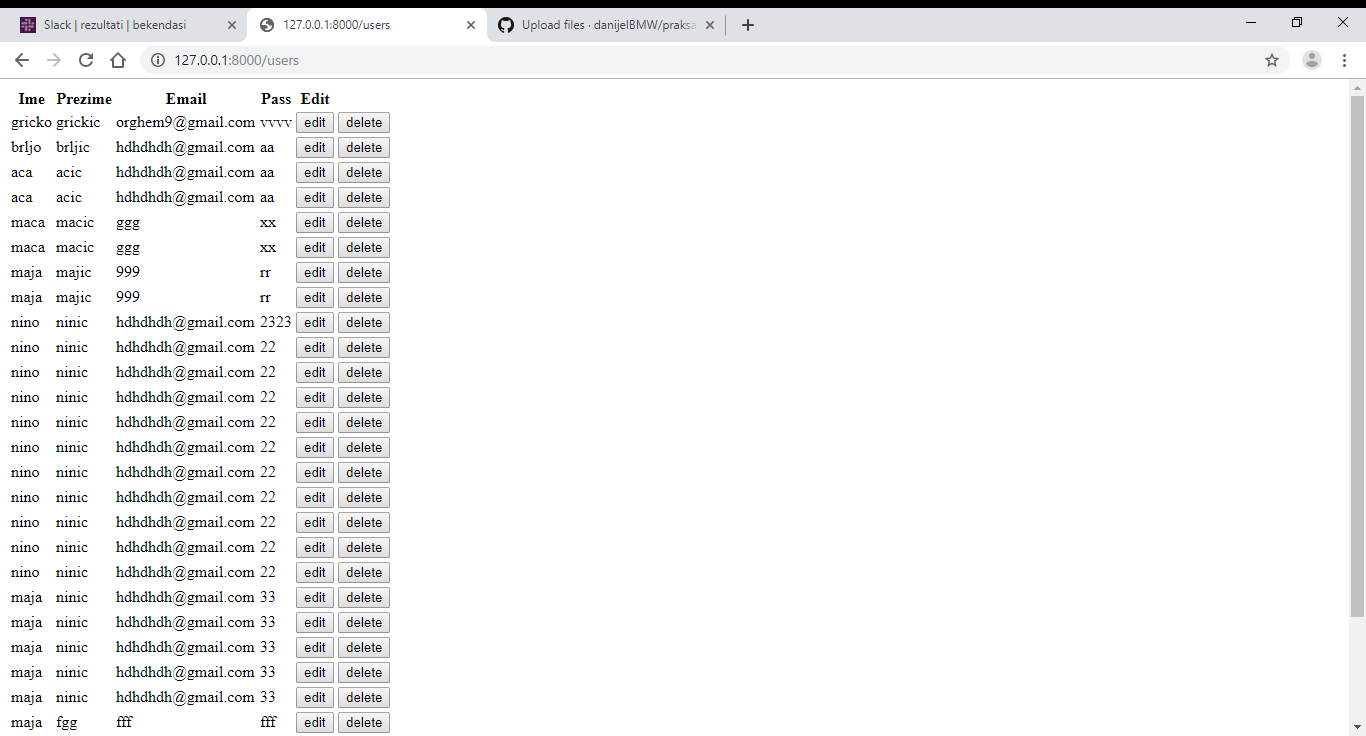 Slack | rezultati | bekendasi 127.0.0.1:8000/users Upload files · danijelBMW/praksa
127.0.0.1:8000/users
Ime Prezime Email Pass Edit
gricko grickic orghem9@gmail.com vvvv edit delete
brljo brljic hdhdhdh@gmail.com aa edit delete
aca acic hdhdhdh@gmail.com aa edit delete
aca acic hdhdhdh@gmail.com aa edit delete
maca macic ggg xx edit delete
maca macic ggg xx edit delete
maja majic 999 rr edit delete
maja majic 999 rr edit delete
nino ninic hdhdhdh@gmail.com 2323 edit delete
nino ninic hdhdhdh@gmail.com 22 edit delete
nino ninic hdhdhdh@gmail.com 22 edit delete
nino ninic hdhdhdh@gmail.com 22 edit delete
nino ninic hdhdhdh@gmail.com 22 edit delete
nino ninic hdhdhdh@gmail.com 22 edit delete
nino ninic hdhdhdh@gmail.com 22 edit delete
nino ninic hdhdhdh@gmail.com 22 edit delete
nino ninic hdhdhdh@gmail.com 22 edit delete
nino ninic hdhdhdh@gmail.com 22 edit delete
nino ninic hdhdhdh@gmail.com 22 edit delete
maja ninic hdhdhdh@gmail.com 33 edit delete
maja ninic hdhdhdh@gmail.com 33 edit delete
maja ninic hdhdhdh@gmail.com 33 edit delete
maja ninic hdhdhdh@gmail.com 33 edit delete
maja ninic hdhdhdh@gmail.com 33 edit delete
maja fgg fff fff edit delete